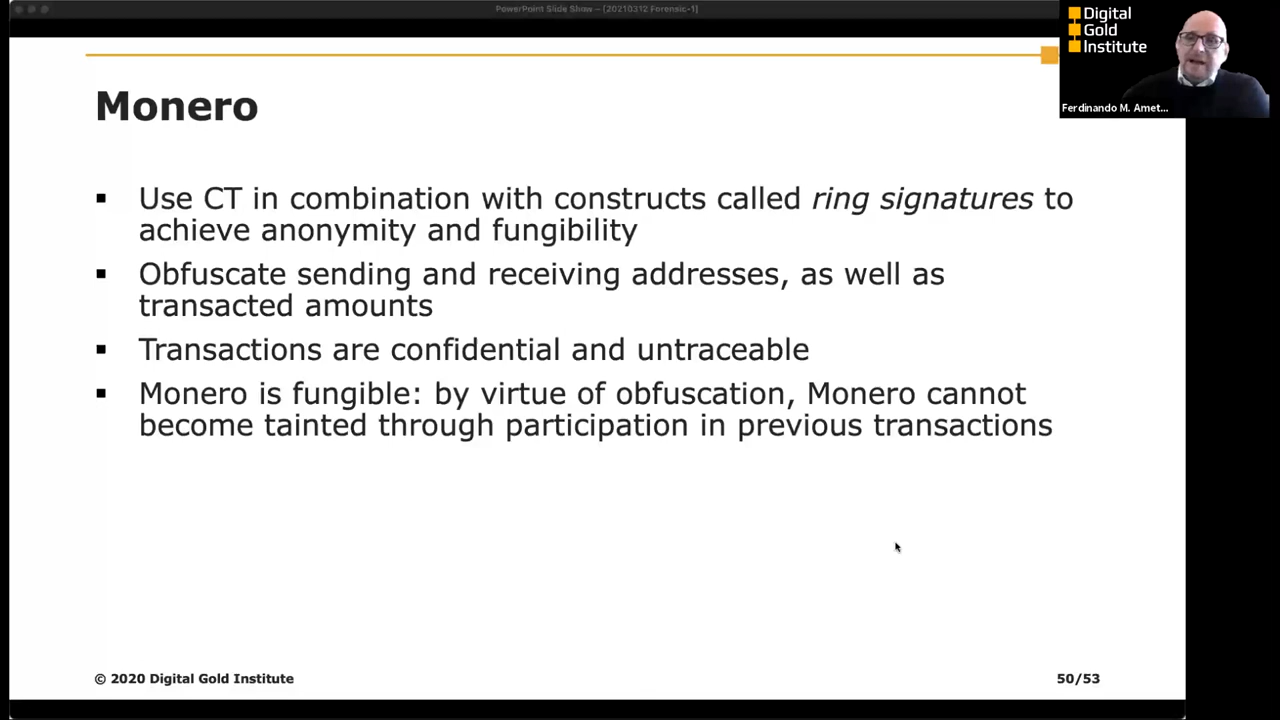 PowerPoint Slide Show – [20210312 Forensic-1]
Digital
Gold
Institute
Ferdinando M. Amet...
Monero
Use CT in combination with constructs called ring signatures to
achieve anonymity and fungibility
Obfuscate sending and receiving addresses, as well as
transacted amounts
Transactions are confidential and untraceable
Monero is fungible: by virtue of obfuscation, Monero cannot
become tainted through participation in previous transactions
© 2020 Digital Gold Institute
50/53